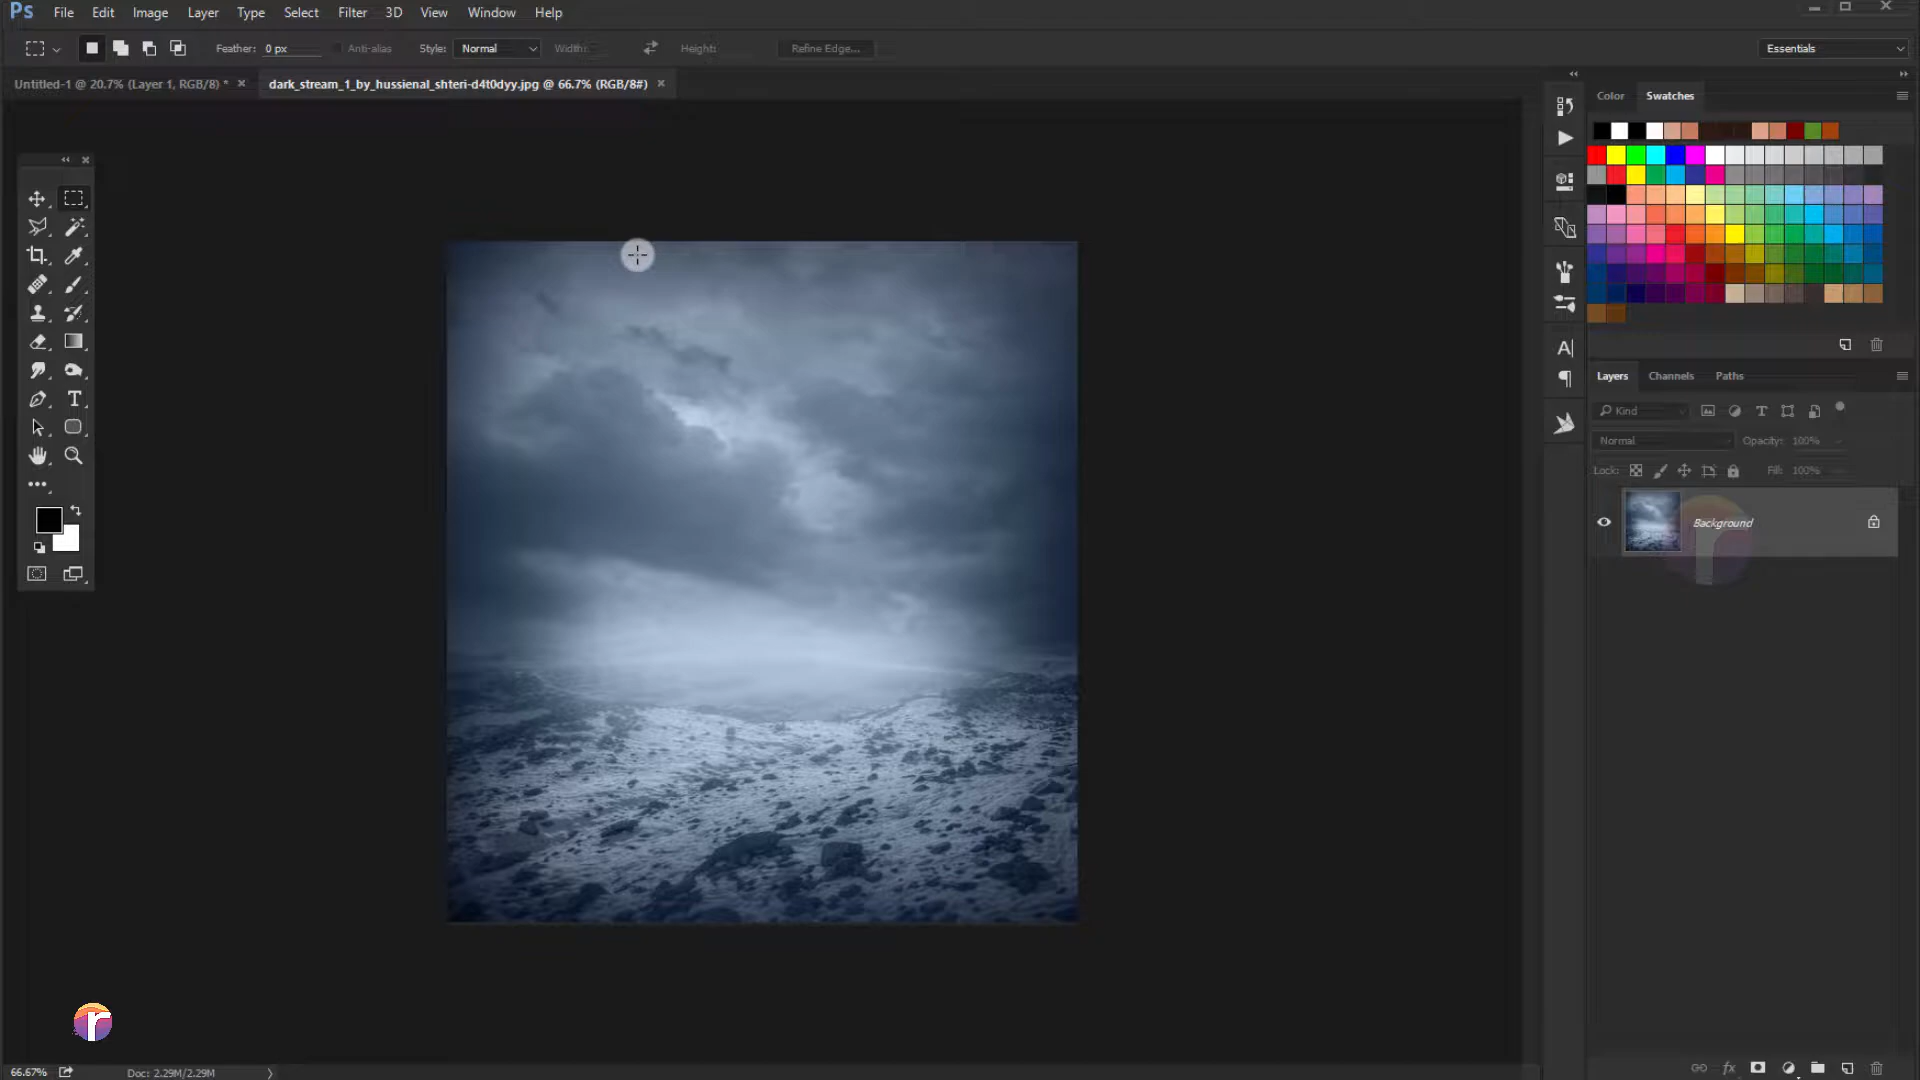 Ps File Edit Image Layer Type Select Filter 3D View Window Help
Feather: 0 px Anti-alias Style: Normal Width: Height: Refine Edge... Essentials
Untitled-1 @ 20.7% (Layer 1, RGB/8) * dark_stream_1_by_hussienal_shteri-d4t0dyy.jpg @ 66.7% (RGB/8#)
Color Swatches
Layers Channels Paths
Kind
Normal Opacity: 100%
Lock: Fill: 100%
Background
66.67% Doc: 2.29M/2.29M